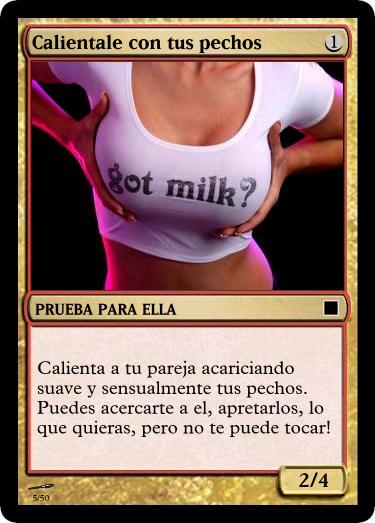 Calientale con tus pechos 1
got milk?
PRUEBA PARA ELLA
Calienta a tu pareja acariciando
suave y sensualmente tus pechos.
Puedes acercarte a el, apretarlos, lo
que quieras, pero no te puede tocar!
2/4
5/50